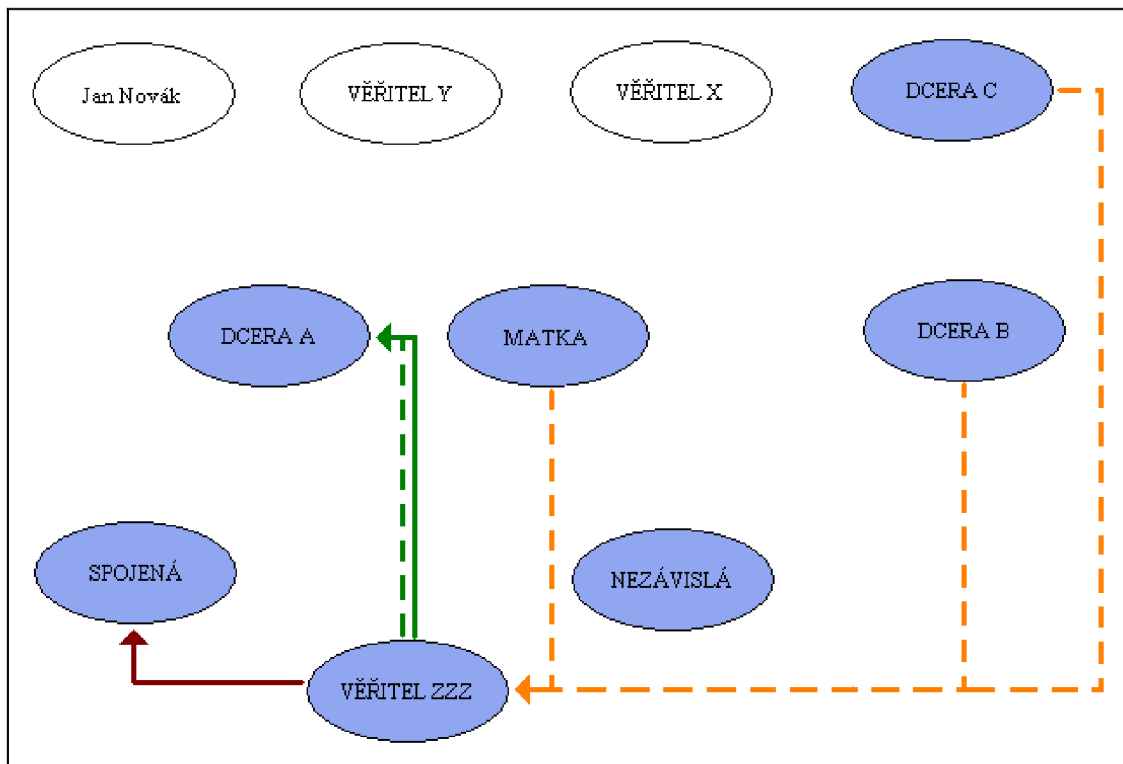 Jan Novák
VĚŘITEL Y
VĚŘITEL X
DCERA C
DCERA A
MATKA
DCERA B
SPOJENÁ
NEZÁVISLÁ
VĚŘITEL ZZZ